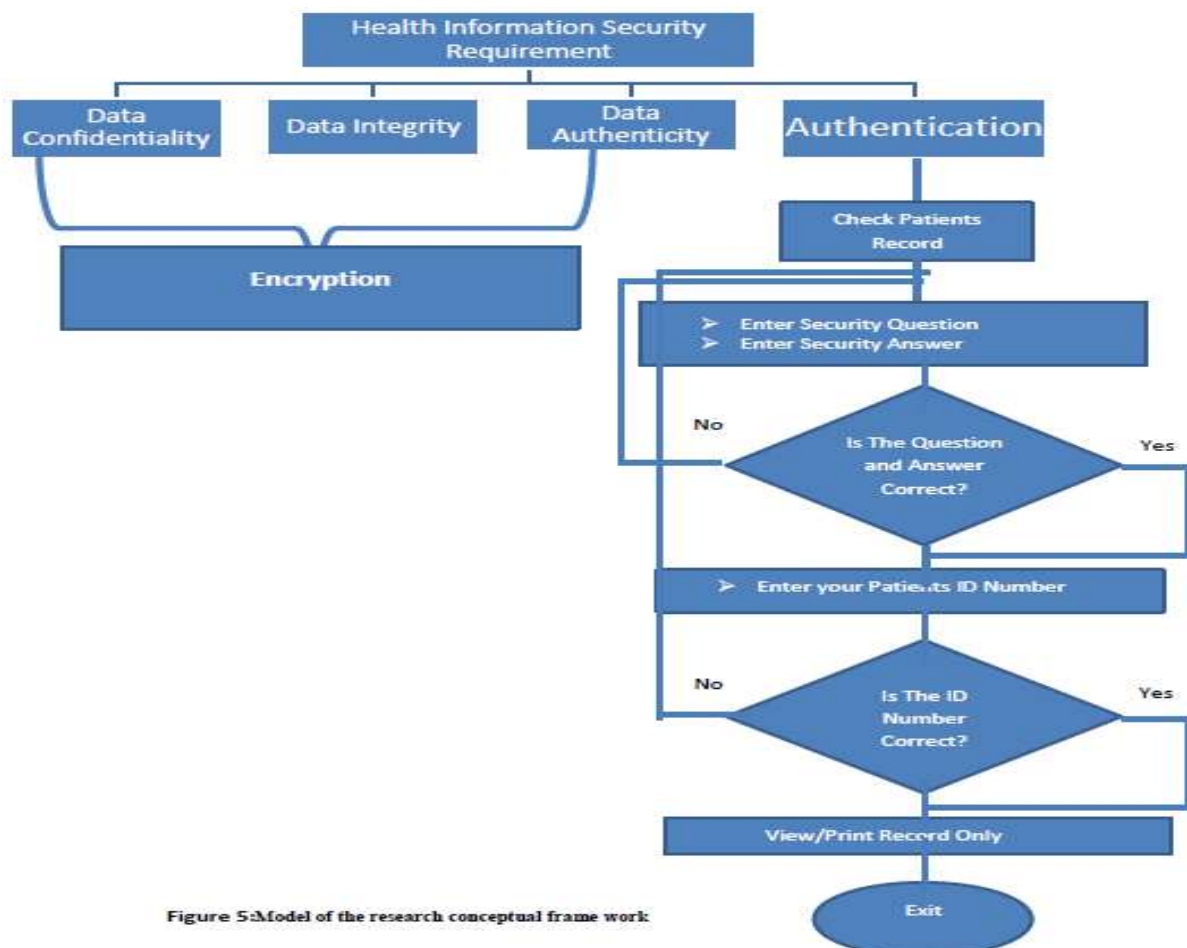 Health Information Security
Requirement
Data
Confidentiality
Data Integrity
Data
Authenticity
Authentication
Check Patients
Record
Encryption
➢ Enter Security Question
➢ Enter Security Answer
No
Is The Question
and Answer
Correct?
Yes
➢ Enter your Patients ID Number
No
Is The ID
Number
Correct?
Yes
View/Print Record Only
Exit
Figure 5:Model of the research conceptual frame work